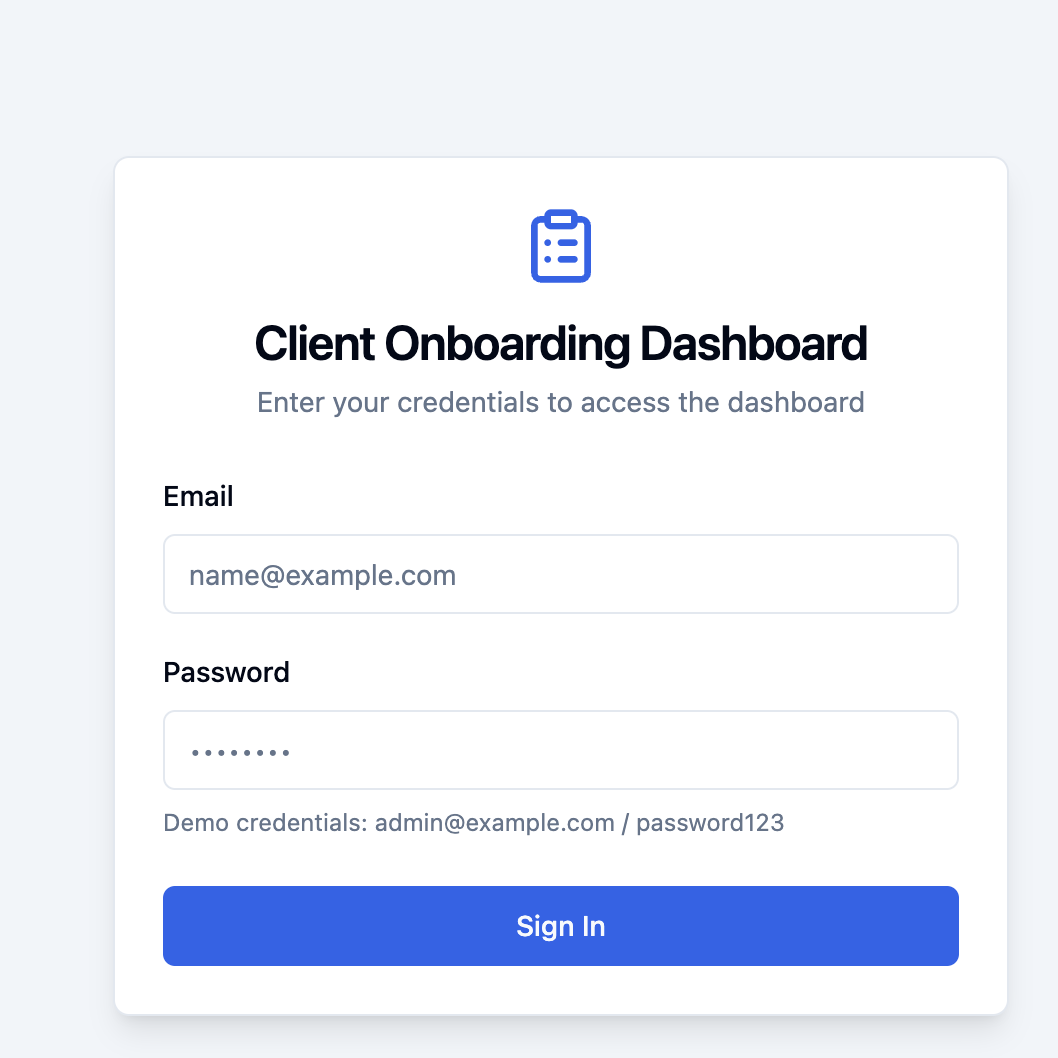 Client Onboarding Dashboard
Enter your credentials to access the dashboard
Email
name@example.com
Password
••••••••
Demo credentials: admin@example.com / password123
Sign In